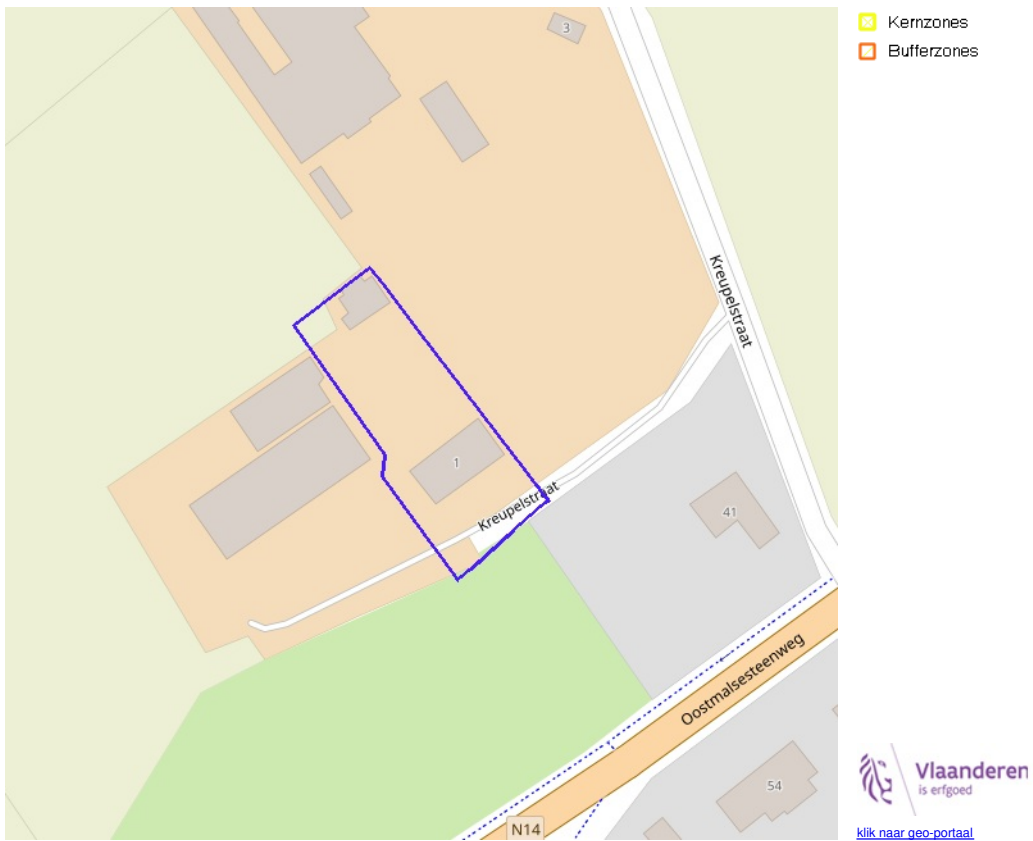 3
Kernzones
Bufferzones
Kreupelstraat
1
Kreupelstraat
41
Oostmalsesteenweg
54
N14
Vlaanderen
is erfgoed
klik naar geo-portaal